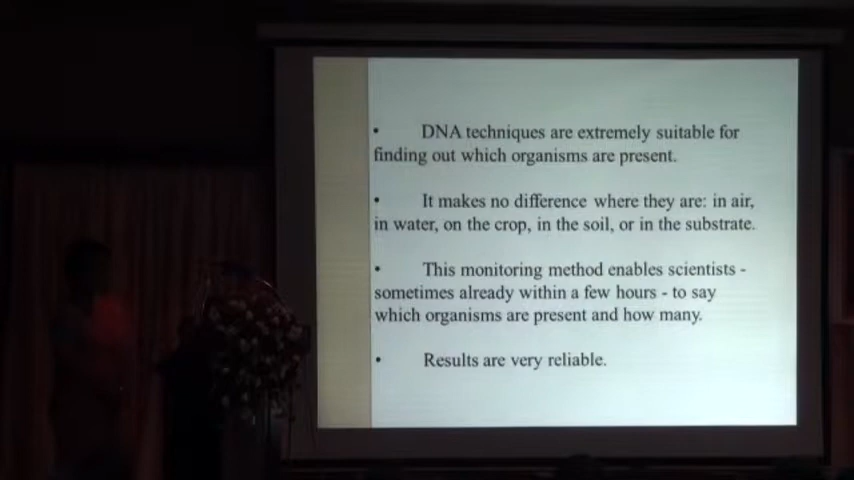 • DNA techniques are extremely suitable for
finding out which organisms are present.
• It makes no difference where they are: in air,
in water, on the crop, in the soil, or in the substrate.
• This monitoring method enables scientists -
sometimes already within a few hours - to say
which organisms are present and how many.
• Results are very reliable.